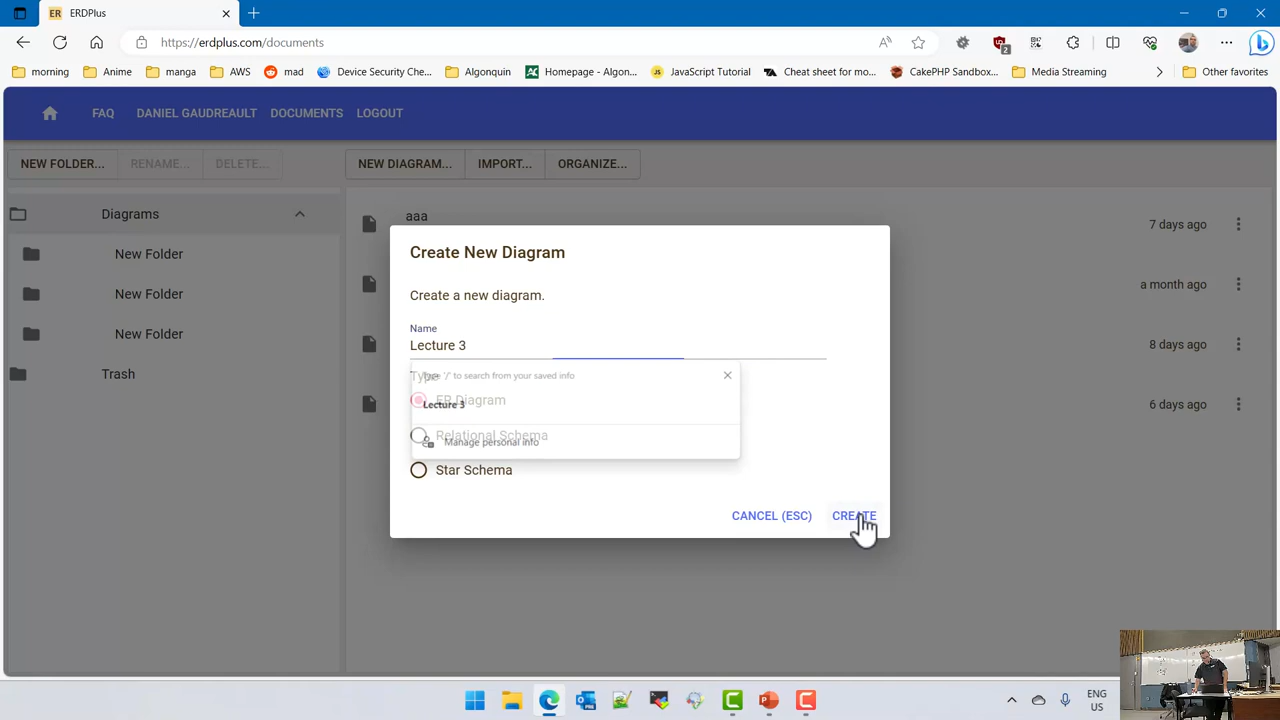 ER ERDPlus
https://erdplus.com/documents
2
morning
Anime
manga
AWS
mad
Device Security Che...
Algonquin
Homepage - Algon...
JavaScript Tutorial
Cheat sheet for mo...
CakePHP Sandbox...
Media Streaming
Other favorites
FAQ
DANIEL GAUDREAULT
DOCUMENTS
LOGOUT
NEW FOLDER...
RENAME...
DELETE...
NEW DIAGRAM...
IMPORT...
ORGANIZE...
Diagrams
New Folder
New Folder
New Folder
Trash
aaa
7 days ago
a month ago
8 days ago
6 days ago
Create New Diagram
Create a new diagram.
Name
Lecture 3
Type
'/' to search from your saved info
ER Diagram
Lecture 3
Relational Schema
Manage personal info
Star Schema
CANCEL (ESC)
CREATE
ENG
US